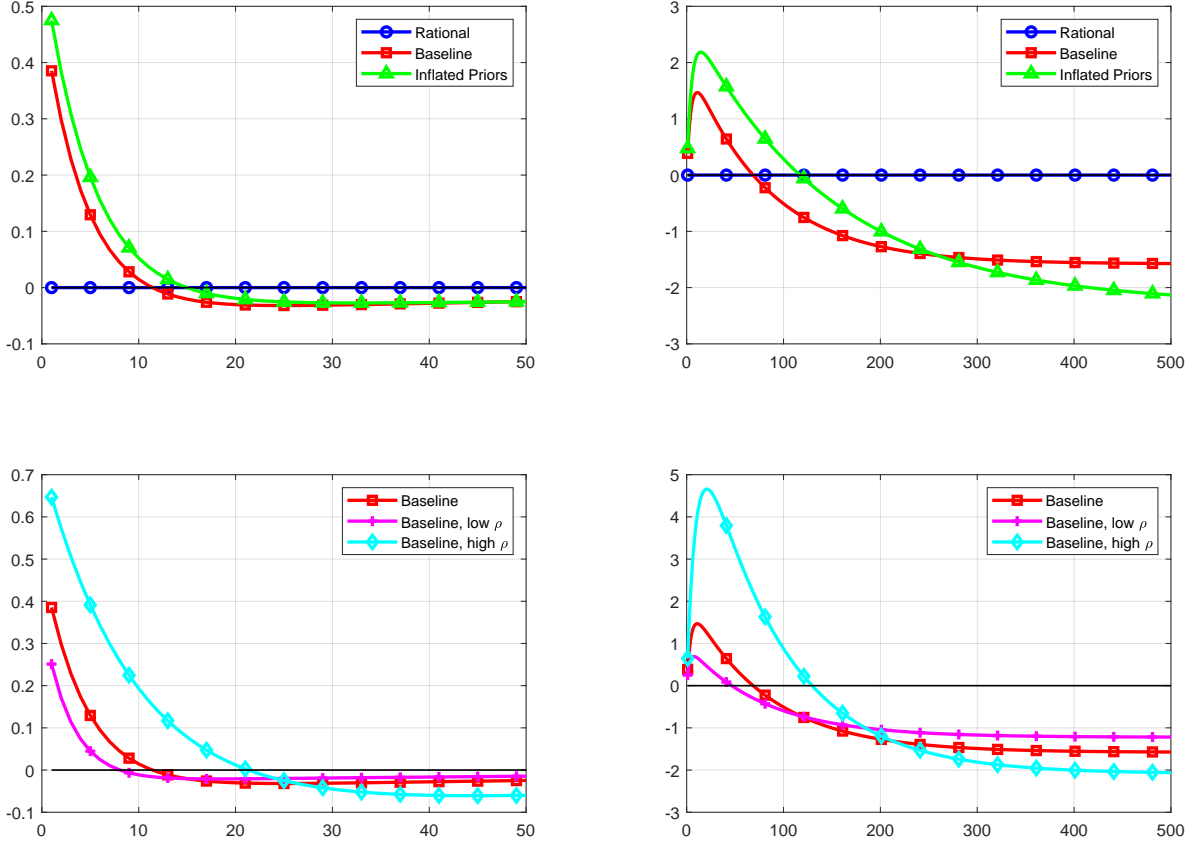 0.5
0.4
0.3
0.2
0.1
0
-0.1
0 10 20 30 40 50
Rational
Baseline
Inflated Priors
3
2
1
0
-1
-2
-3
0 100 200 300 400 500
Rational
Baseline
Inflated Priors
0.7
0.6
0.5
0.4
0.3
0.2
0.1
0
-0.1
0 10 20 30 40 50
Baseline
Baseline, low ρ
Baseline, high ρ
5
4
3
2
1
0
-1
-2
-3
0 100 200 300 400 500
Baseline
Baseline, low ρ
Baseline, high ρ